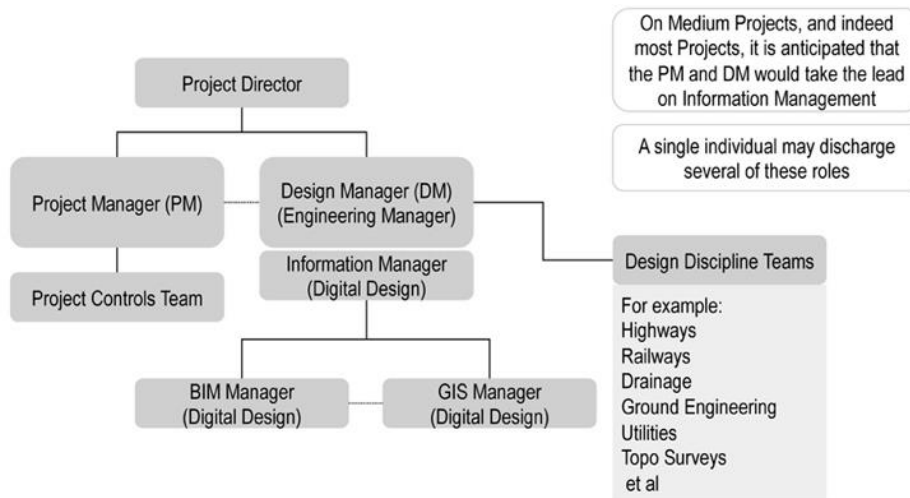 On Medium Projects, and indeed
most Projects, it is anticipated that
the PM and DM would take the lead
on Information Management
Project Director
A single individual may discharge
several of these roles
Project Manager (PM)
Design Manager (DM)
(Engineering Manager)
Information Manager
(Digital Design)
Project Controls Team
Design Discipline Teams
For example:
Highways
Railways
Drainage
Ground Engineering
Utilities
Topo Surveys
et al
BIM Manager
(Digital Design)
GIS Manager
(Digital Design)